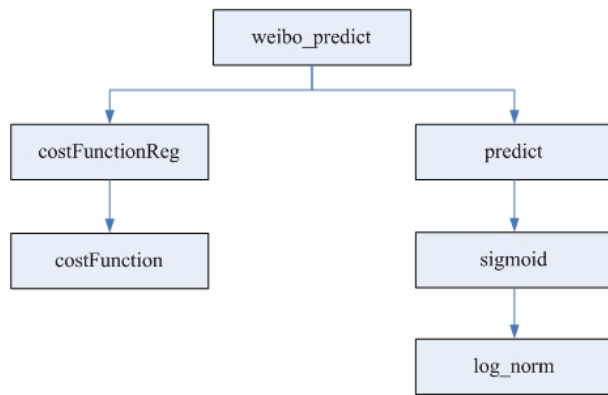 weibo_predict
costFunctionReg
predict
costFunction
sigmoid
log_norm